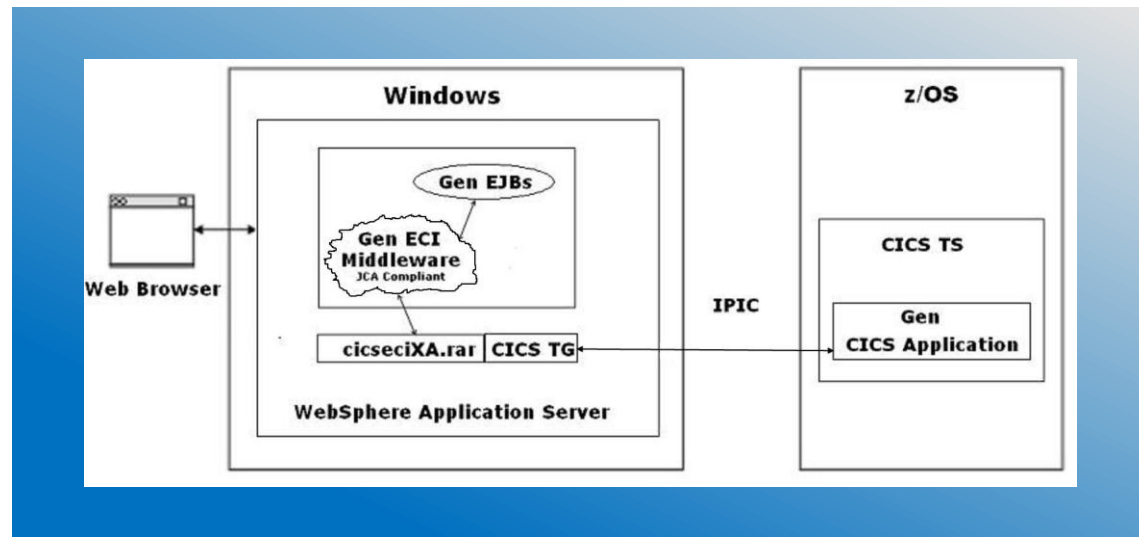 Windows
z/OS
Gen EJBs
Gen ECI
Middleware
JCA Compliant
CICS TS
Web Browser
IPIC
Gen
CICS Application
cicseciXA.rar
CICS TG
WebSphere Application Server